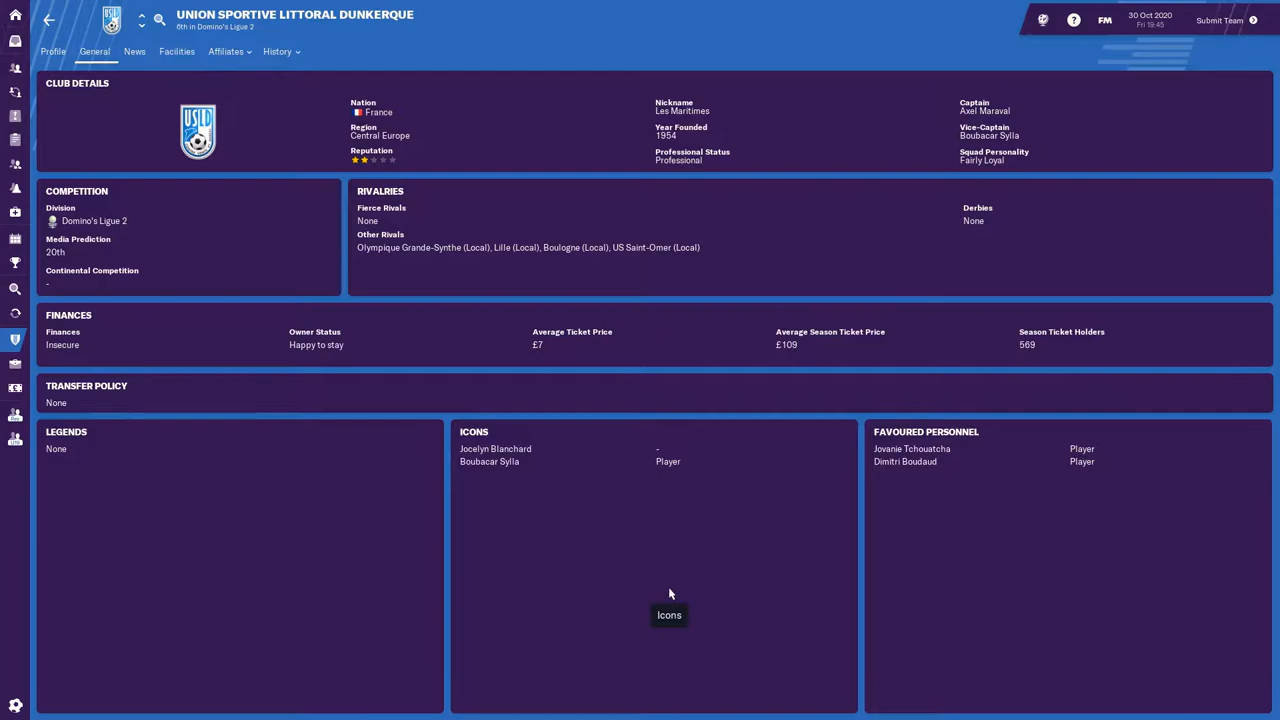 UNION SPORTIVE LITTORAL DUNKERQUE
6th in Domino's Ligue 2
FM
30 Oct 2020
Fri 19:45
Submit Team
Profile General News Facilities Affiliates History
CLUB DETAILS
USLD
Nation
France
Region
Central Europe
Reputation
Nickname
Les Maritimes
Year Founded
1954
Professional Status
Professional
Captain
Axel Maraval
Vice-Captain
Boubacar Sylla
Squad Personality
Fairly Loyal
COMPETITION
Division
Domino's Ligue 2
Media Prediction
20th
Continental Competition
-
RIVALRIES
Fierce Rivals
None
Other Rivals
Olympique Grande-Synthe (Local), Lille (Local), Boulogne (Local), US Saint-Omer (Local)
Derbies
None
FINANCES
Finances
Insecure
Owner Status
Happy to stay
Average Ticket Price
£7
Average Season Ticket Price
£109
Season Ticket Holders
569
TRANSFER POLICY
None
LEGENDS
None
ICONS
Jocelyn Blanchard -
Boubacar Sylla Player
Icons
FAVOURED PERSONNEL
Jovanie Tchouatcha Player
Dimitri Boudaud Player